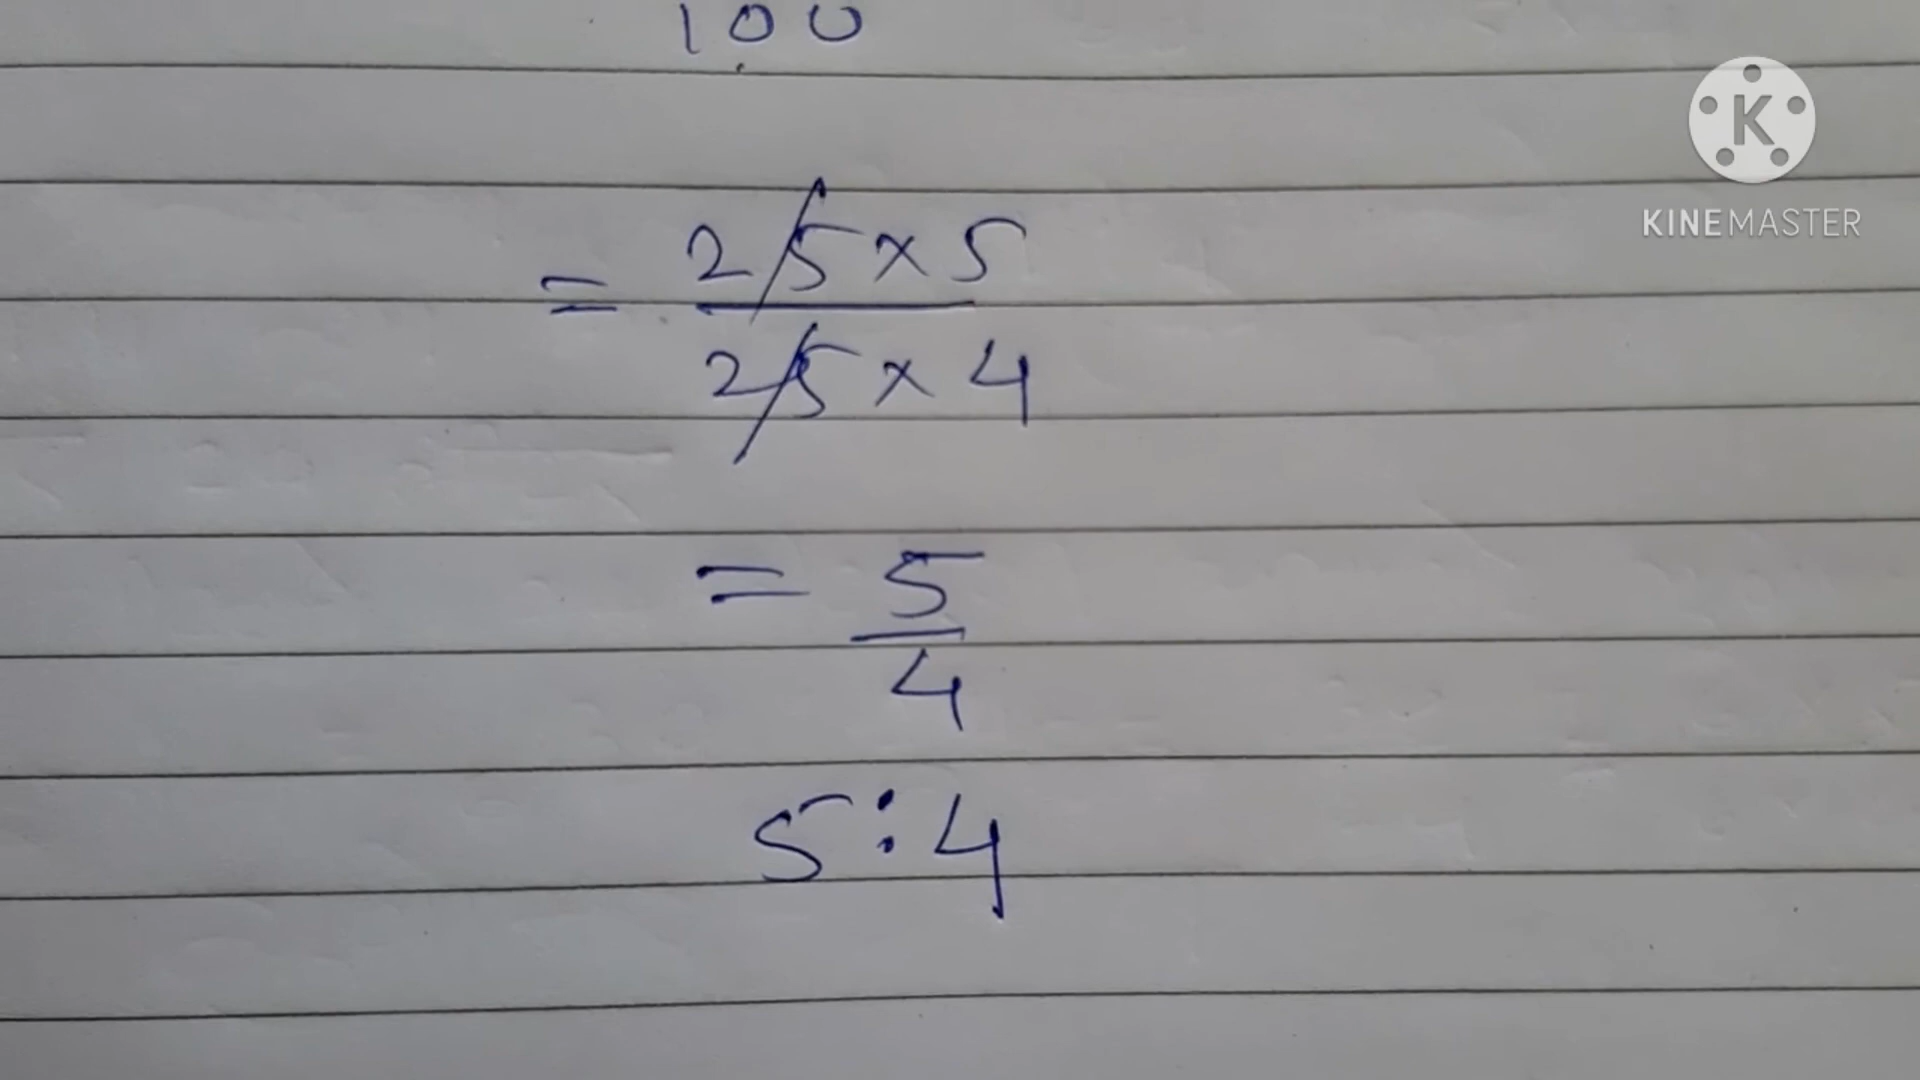 100
K
KINEMASTER
= 25 × 5
25 × 4
= 5
4
5 : 4